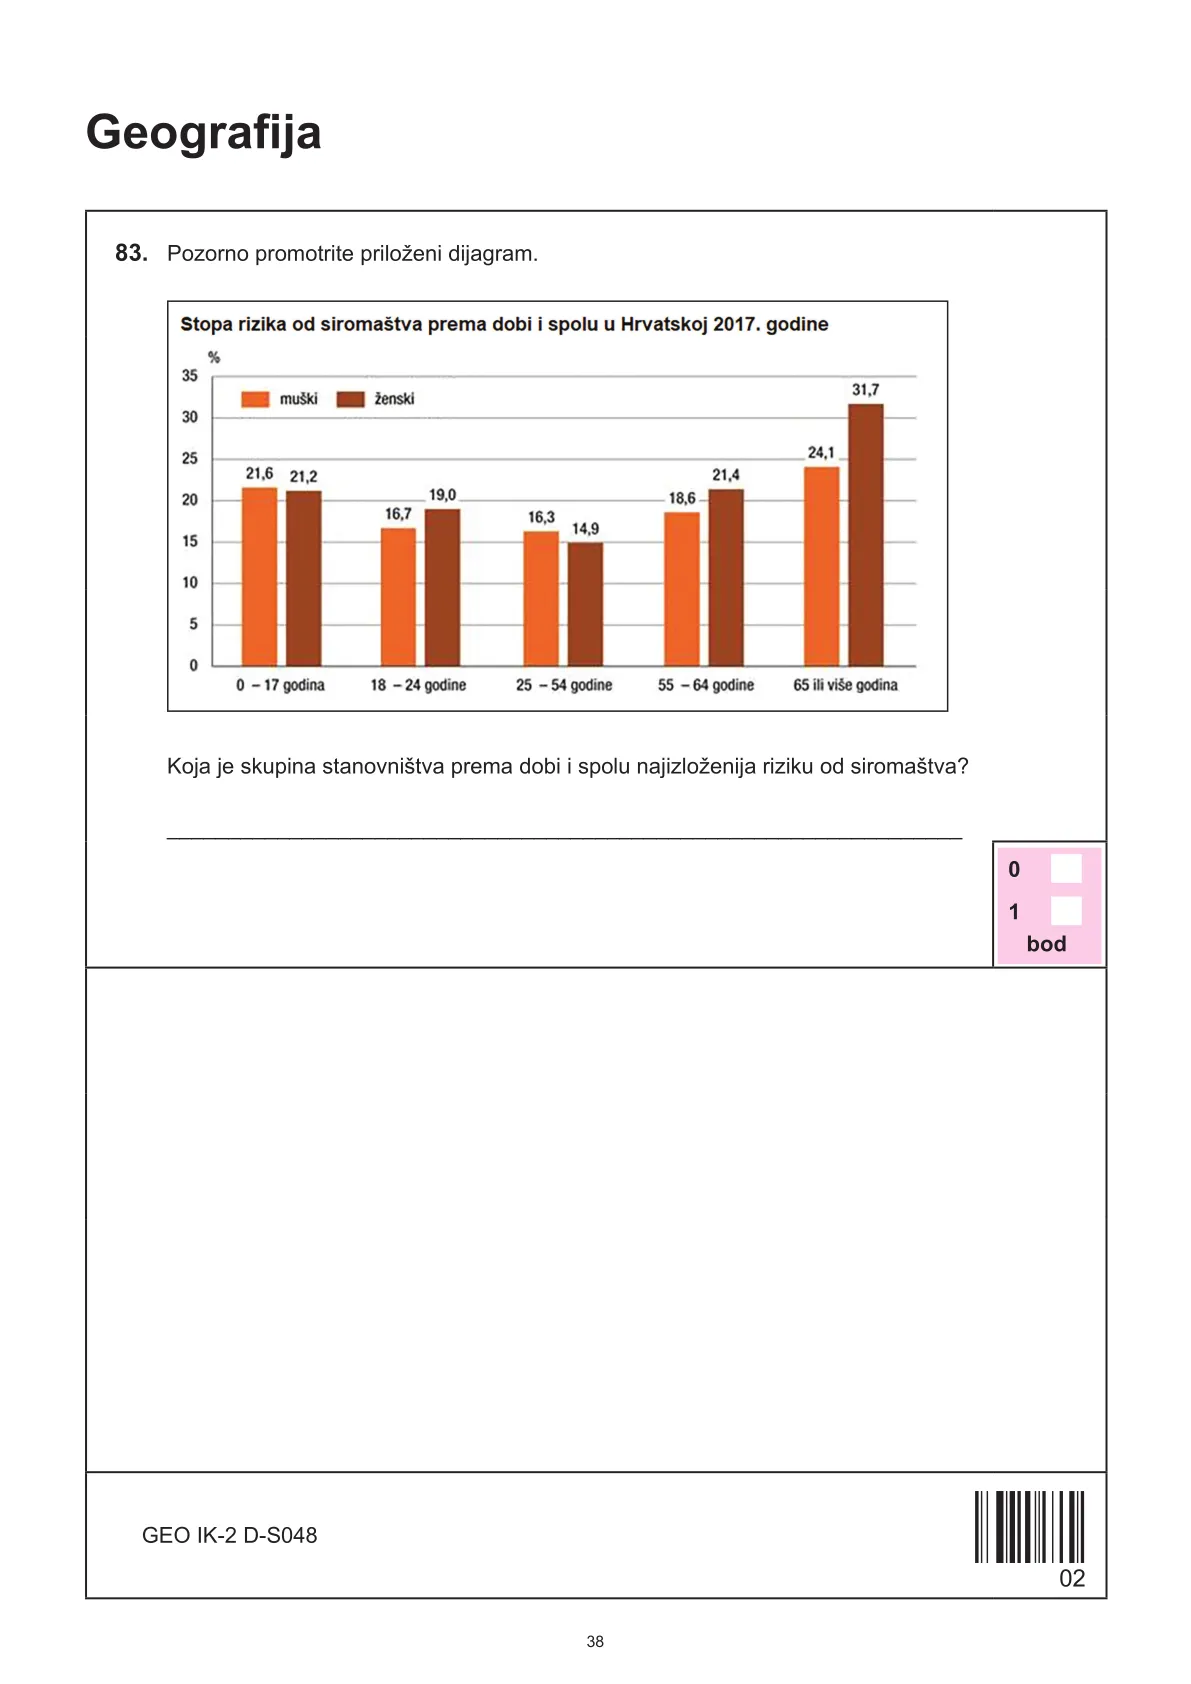 Geografija
83. Pozorno promotrite priloženi dijagram.
Stopa rizika od siromaštva prema dobi i spolu u Hrvatskoj 2017. godine
%
35
muški ženski
31,7
30
25
24,1
21,6 21,2
21,4
20
19,0
18,6
16,7
16,3
14,9
15
10
5
0
0 – 17 godina 18 – 24 godine 25 – 54 godine 55 – 64 godine 65 ili više godina
Koja je skupina stanovništva prema dobi i spolu najizloženija riziku od siromaštva?
0
1
bod
GEO IK-2 D-S048
02
38